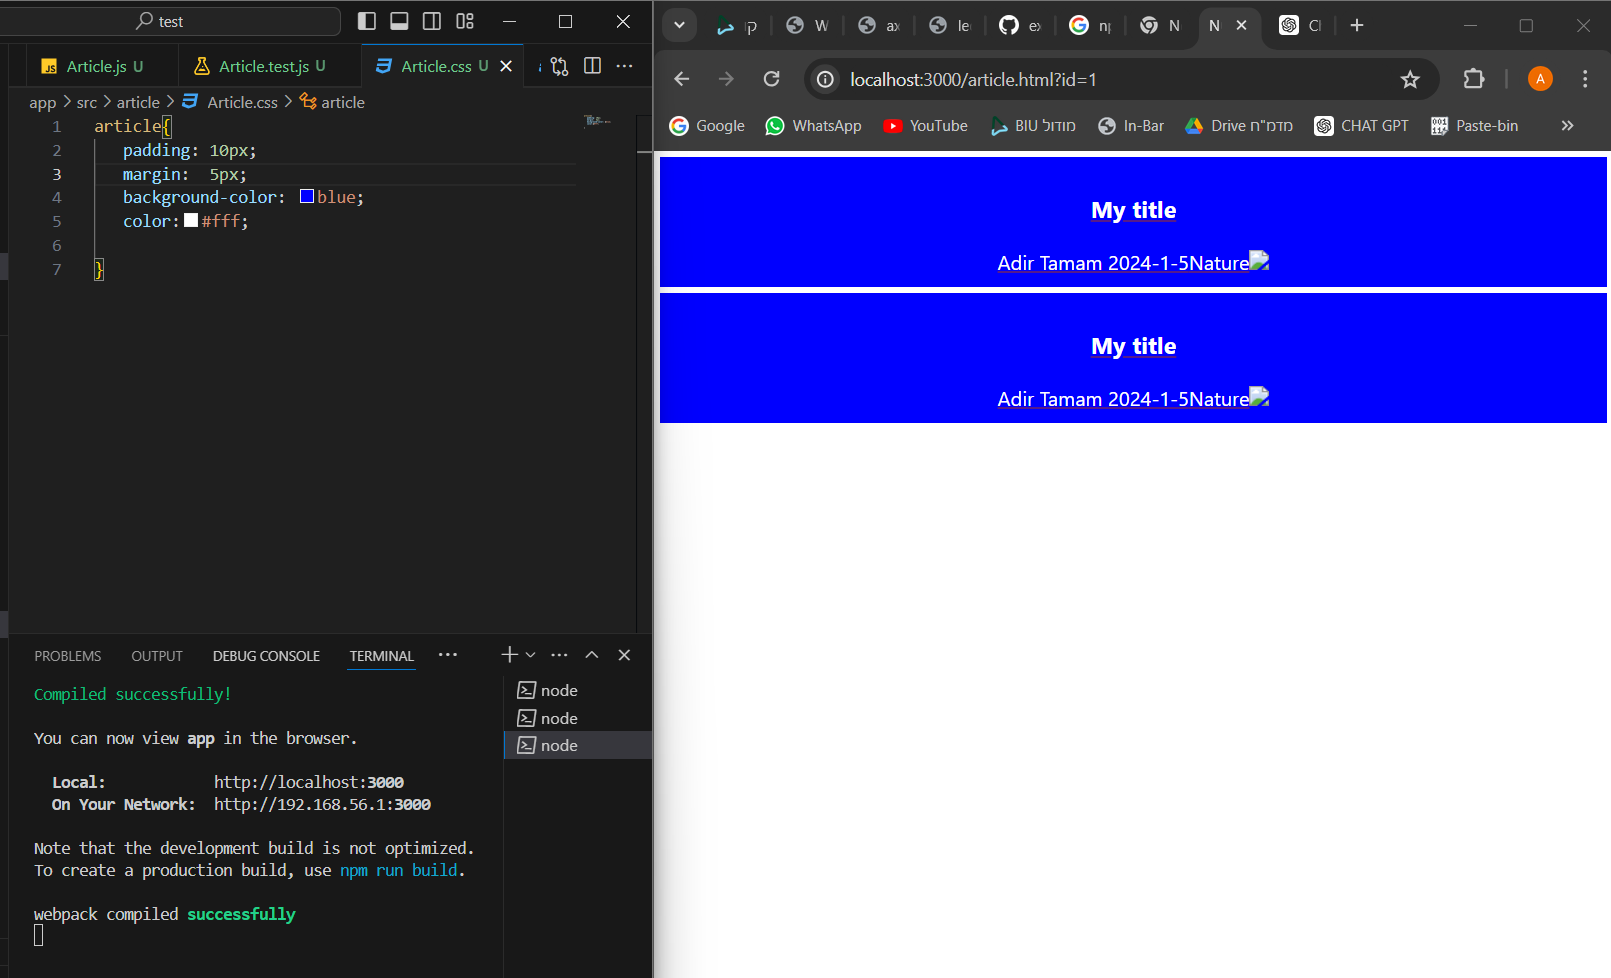 test
Article.js U
Article.test.js U
Article.css U
app > src > article > Article.css > article
1 article{
2 padding: 10px;
3 margin:  5px;
4 background-color: blue;
5 color: #fff;
6
7 }
PROBLEMS OUTPUT DEBUG CONSOLE TERMINAL
Compiled successfully!
You can now view app in the browser.
Local: http://localhost:3000
On Your Network: http://192.168.56.1:3000
Note that the development build is not optimized.
To create a production build, use npm run build.
webpack compiled successfully
node
node
node
קו W ax le ex np N N Cl
localhost:3000/article.html?id=1
A
Google WhatsApp YouTube BIU מודול In-Bar Drive מדמ"ח CHAT GPT Paste-bin
My title
Adir Tamam 2024-1-5Nature
My title
Adir Tamam 2024-1-5Nature